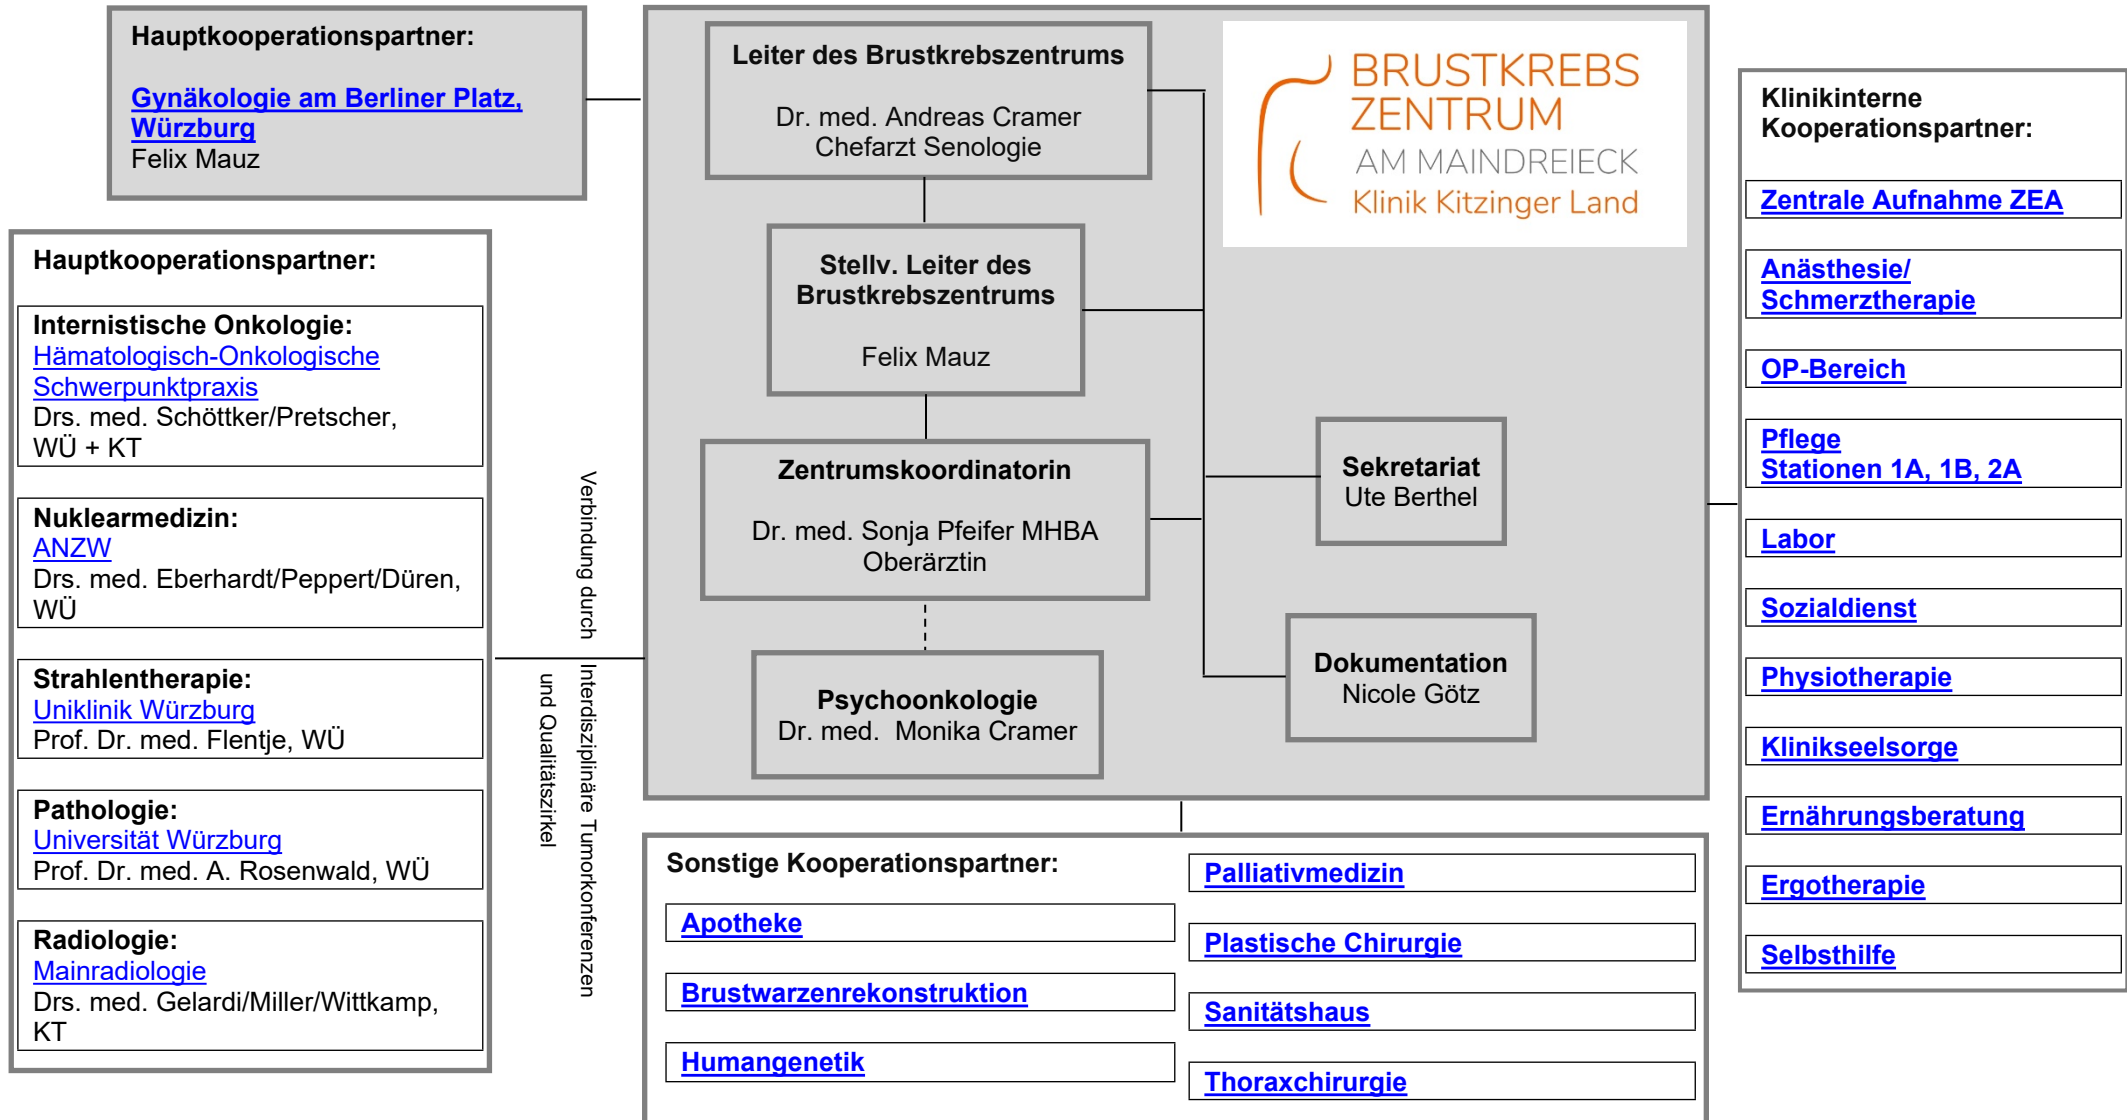 Hauptkooperationspartner:
Gynäkologie am Berliner Platz,
Würzburg
Felix Mauz
Hauptkooperationspartner:
Internistische Onkologie:
Hämatologisch-Onkologische
Schwerpunktpraxis
Drs. med. Schöttker/Pretscher,
WÜ + KT
Nuklearmedizin:
ANZW
Drs. med. Eberhardt/Peppert/Düren,
WÜ
Strahlentherapie:
Uniklinik Würzburg
Prof. Dr. med. Flentje, WÜ
Pathologie:
Universität Würzburg
Prof. Dr. med. A. Rosenwald, WÜ
Radiologie:
Mainradiologie
Drs. med. Gelardi/Miller/Wittkamp,
KT
Verbindung durch Interdisziplinäre Tumorkonferenzen
und Qualitätszirkel
Leiter des Brustkrebszentrums
Dr. med. Andreas Cramer
Chefarzt Senologie
Stellv. Leiter des
Brustkrebszentrums
Felix Mauz
Zentrumskoordinatorin
Dr. med. Sonja Pfeifer MHBA
Oberärztin
Psychoonkologie
Dr. med. Monika Cramer
BRUSTKREBS
ZENTRUM
AM MAINDREIECK
Klinik Kitzinger Land
Sekretariat
Ute Berthel
Dokumentation
Nicole Götz
Sonstige Kooperationspartner:
Apotheke
Brustwarzenrekonstruktion
Humangenetik
Palliativmedizin
Plastische Chirurgie
Sanitätshaus
Thoraxchirurgie
Klinikinterne
Kooperationspartner:
Zentrale Aufnahme ZEA
Anästhesie/
Schmerztherapie
OP-Bereich
Pflege
Stationen 1A, 1B, 2A
Labor
Sozialdienst
Physiotherapie
Klinikseelsorge
Ernährungsberatung
Ergotherapie
Selbsthilfe